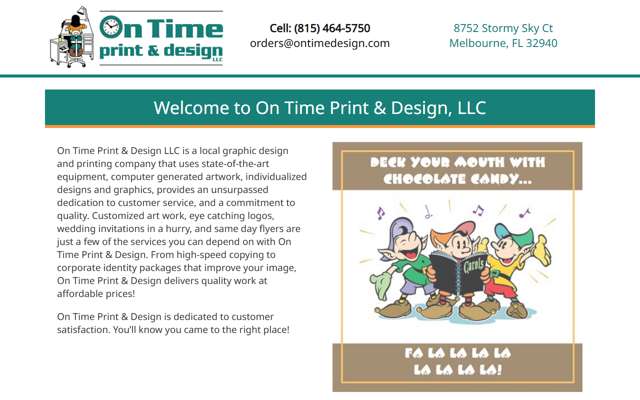 On Time
print & design LLC
Cell: (815) 464-5750
orders@ontimedesign.com
8752 Stormy Sky Ct
Melbourne, FL 32940
Welcome to On Time Print & Design, LLC
On Time Print & Design LLC is a local graphic design
and printing company that uses state-of-the-art
equipment, computer generated artwork, individualized
designs and graphics, provides an unsurpassed
dedication to customer service, and a commitment to
quality. Customized art work, eye catching logos,
wedding invitations in a hurry, and same day flyers are
just a few of the services you can depend on with On
Time Print & Design. From high-speed copying to
corporate identity packages that improve your image,
On Time Print & Design delivers quality work at
affordable prices!
On Time Print & Design is dedicated to customer
satisfaction. You'll know you came to the right place!
DECK YOUR MOUTH WITH
CHOCOLATE CANDY...
Carols
FA LA LA LA LA
LA LA LA LA!